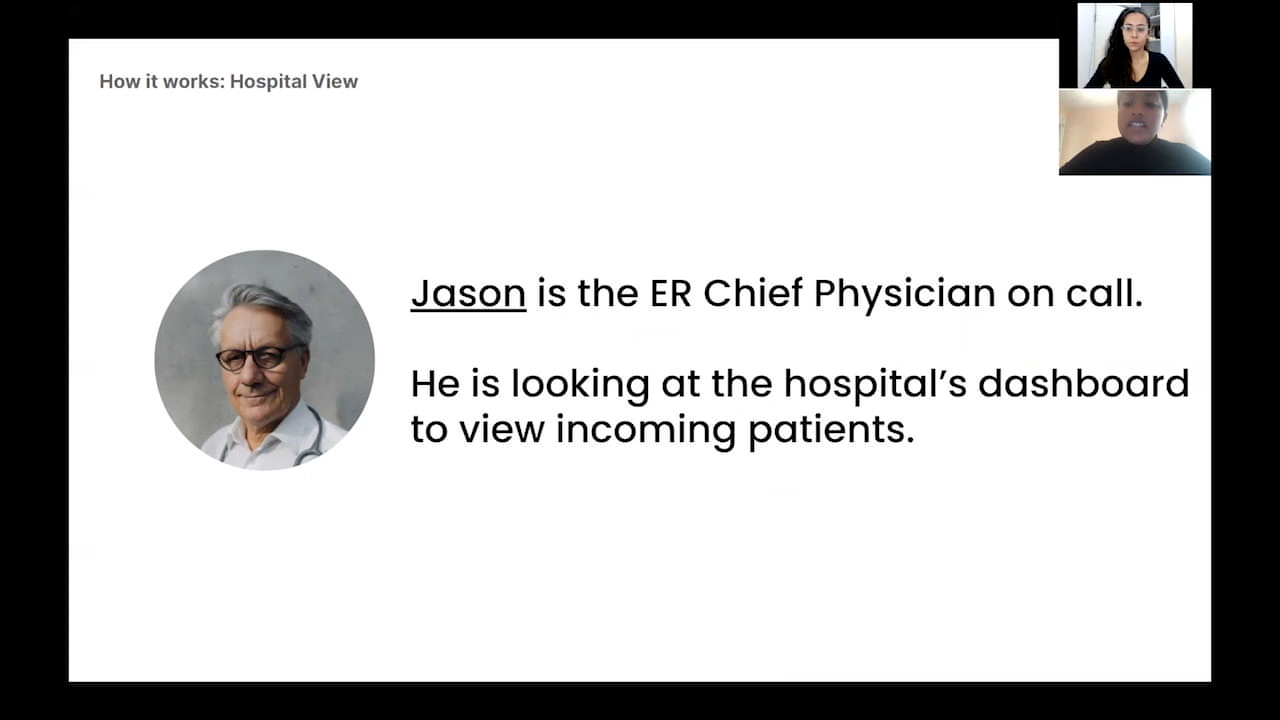 How it works: Hospital View
Jason is the ER Chief Physician on call.
He is looking at the hospital’s dashboard
to view incoming patients.